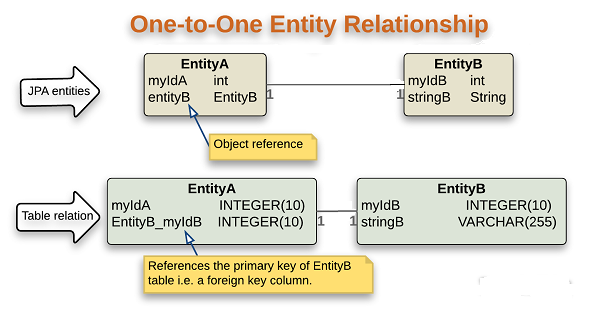 One-to-One Entity Relationship
JPA entities
EntityA
myIdA int
entityB EntityB
1
1
EntityB
myIdB int
stringB String
Object reference
Table relation
EntityA
myIdA INTEGER(10)
EntityB_myIdB INTEGER(10)
1
1
EntityB
myIdB INTEGER(10)
stringB VARCHAR(255)
References the primary key of EntityB
table i.e. a foreign key column.